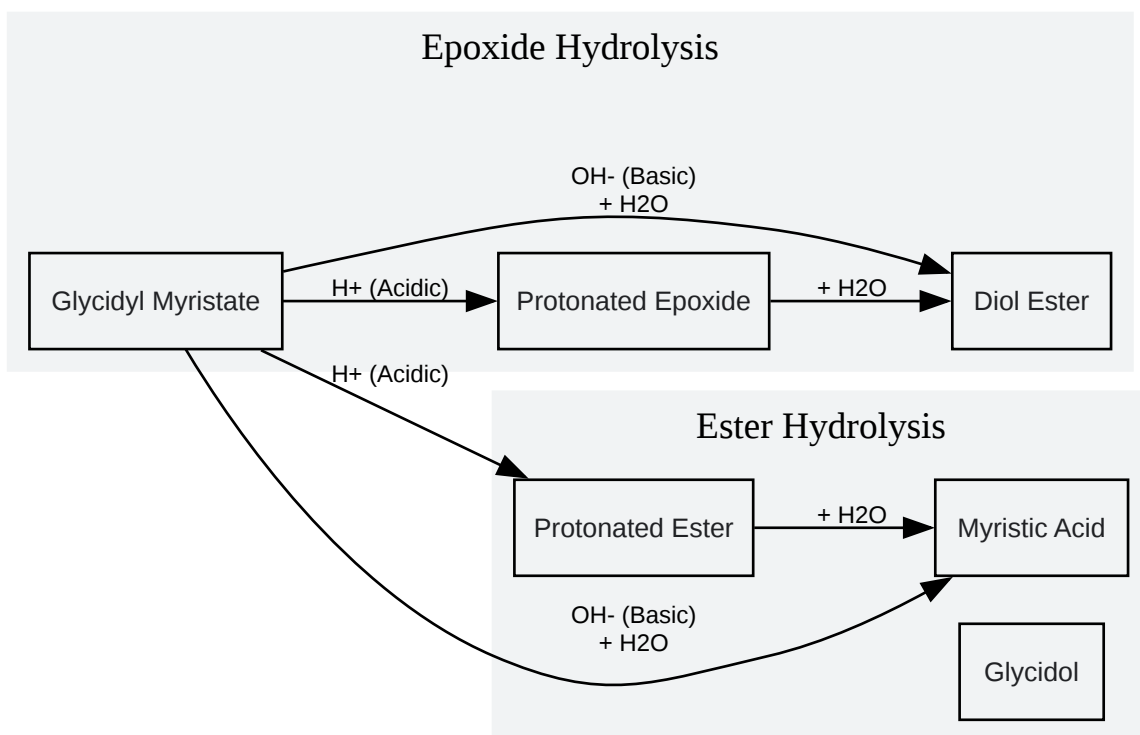 Epoxide Hydrolysis
OH- (Basic)
+ H2O
Glycidyl Myristate
H+ (Acidic)
Protonated Epoxide
+ H2O
Diol Ester
H+ (Acidic)
Ester Hydrolysis
Protonated Ester
+ H2O
Myristic Acid
OH- (Basic)
+ H2O
Glycidol